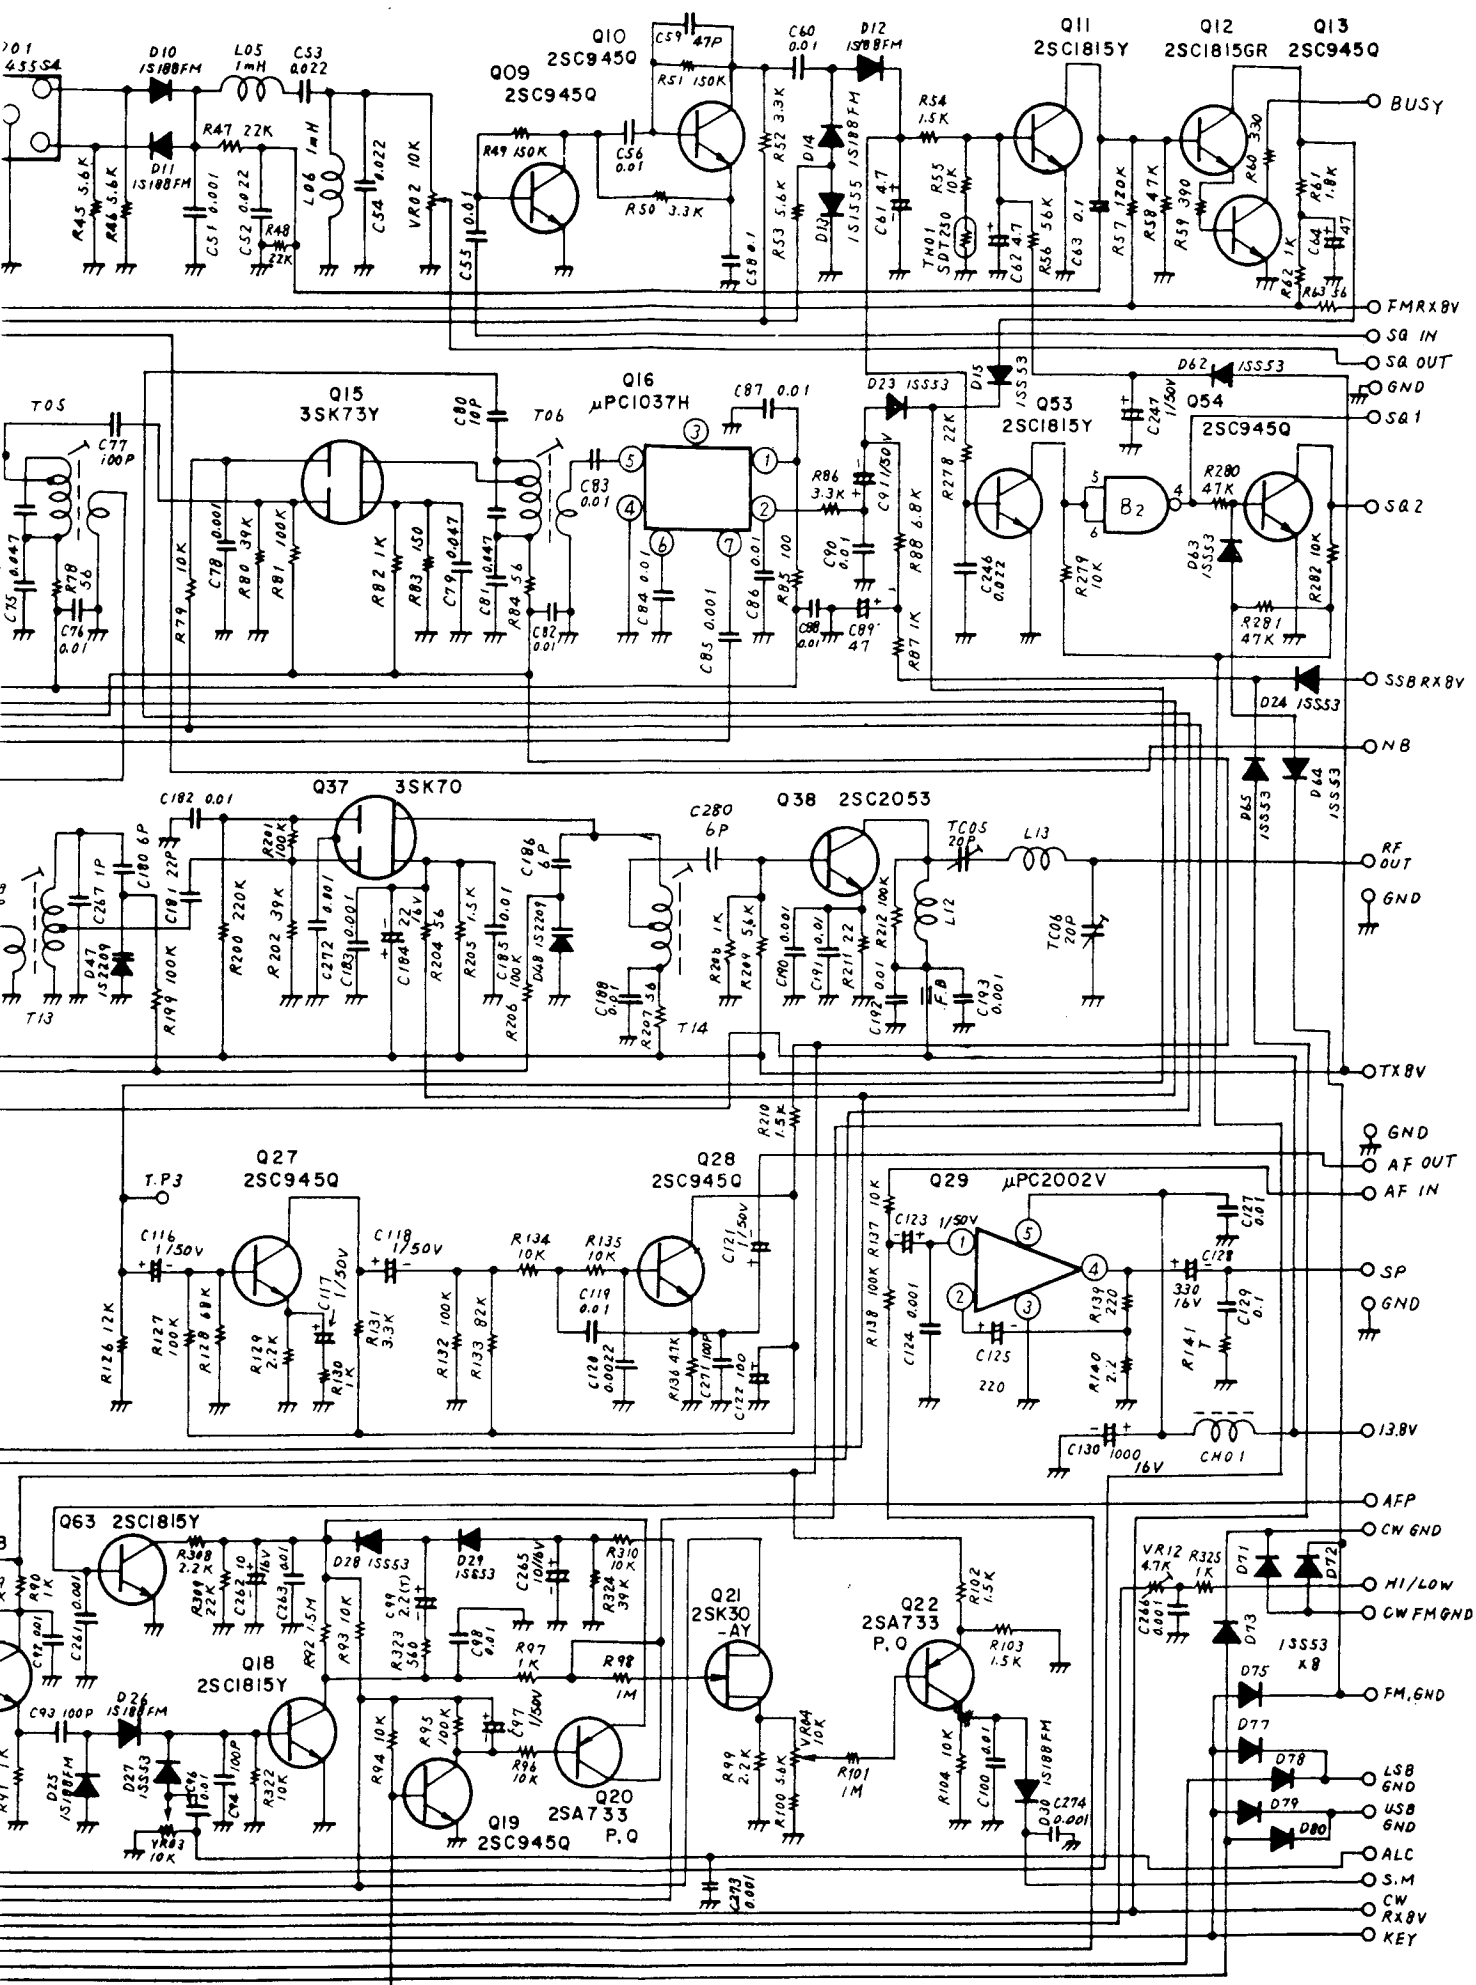 701
455S4
D10
1S188FM
L05
1mH
C53
0.022
Q09
2SC945Q
Q10
2SC945Q
C59 47P
R51 150K
C60
0.01
D12
1S188FM
Q11
2SC1815Y
Q12
2SC1815GR
Q13
2SC945Q
BUSY
R45 5.6K
R46 5.6K
D11
1S188FM
R47 22K
C51 0.001
C52 0.022
R48
22K
L06 1mH
C54 0.022
VR02 10K
C55 0.01
R49 150K
C56
0.01
R50 3.3K
C58 0.1
R52 3.3K
R53 5.6K
D14
1S188FM
D13
1S1555
C61 4.7
R54
1.5K
R55
10K
TH01
SDT250
C62 4.7
R56 56K
C63 0.1
R57 120K
R58 47K
R59 390
R60 330
R61
1.8K
R62 1K
C64
47
R63 56
FMRX8V
SQ IN
SQ OUT
GND
SQ1
SQ2
T05
C77
100P
Q15
3SK73Y
C80
10P
T06
Q16
µPC1037H
C87 0.01
D23 1SS53
D15
1SS53
Q53
2SC1815Y
C247
1/50V
D62 1SS53
Q54
2SC945Q
C75 0.047
R78
56
C76
0.01
R79 10K
C78 0.001
R80 39K
R81 100K
R82 1K
R83 150
C79 0.047
C81 0.047
R84 56
C82
0.01
C83
0.01
5
4
3
1
2
6
7
C84 0.01
C85 0.001
C86 0.01
R85 100
R86
3.3K
C91 1/50V
C90
0.1
C88
0.01
C89
47
R88 6.8K
R87 1K
R278 22K
C246
0.022
R279
10K
5
6
B2
4
R280
47K
D63
1SS53
R281
47K
R282 10K
SSB RX8V
D24 1SS53
NB
D65
1SS53
D64
1SS53
C182 0.01
Q37
3SK70
C280
6P
Q38 2SC2053
TC05
20P
L13
RF
OUT
GND
C267 1P
C180 6P
C181 22P
D47
1S2209
T13
R199 100K
R200 220K
R201
100K
R202 39K
C272 0.001
C183 0.001
C184 22
16V
R204 56
R205 1.5K
C185 0.01
R206 100K
C186
6P
D48 1S2209
C188
0.01
R207 56
T14
R208 1K
R209 5.6K
C190 0.001
C191 0.01
R211 22
R212 100K
C192 0.01
L12
F.B
C193
0.001
TC06
20P
TX8V
R210
1.5K
GND
AF OUT
AF IN
T.P3
Q27
2SC945Q
Q28
2SC945Q
Q29
µPC2002V
C116
1/50V
R126 12K
R127
100K
R128 68K
R129
2.2K
C117
1/50V
R130
1K
R131
3.3K
C118
1/50V
R132 100K
R133 82K
R134
10K
R135
10K
C119
0.01
C120
0.0022
R136 4.7K
C271 100P
C122 100
C121
1/50V
R137 10K
R138 100K
C123 1/50V
C124 0.001
1
2
3
4
5
C125
220
R139
220
R140
2.2
C127
0.01
C128
330
16V
C129
0.1
R141
T
SP
GND
C130 1000
16V
CH01
13.8V
AFP
CW GND
Q63 2SC1815Y
R90
1K
C92 0.01
C261 0.001
R308
2.2K
R309
22K
C262 10
16V
C263 0.01
D28 1SS53
D29
1SS53
R92 1.5M
R93 10K
C99
2.2(T)
R323
560
C98
0.01
C265
10/16V
R324
39K
R310
10K
Q21
2SK30
-AY
Q22
2SA733
P,Q
R102
1.5K
R103
1.5K
VR12
4.7K
R325
1K
C266
0.001
D71
D72
D73
HI/LOW
CWFMGND
1SS53
x8
Q18
2SC1815Y
R97
1K
R98
1M
C93 100P
D26
1S188FM
R91 1K
D25
1S188FM
D27
1SS53
C96
0.01
C94 100P
R322
10K
VR03
10K
R94 10K
R95
100K
C97
1/50V
R96
10K
Q19
2SC945Q
Q20
2SA733
P,Q
R99
2.2K
VR04
10K
R100 5.6K
R101
1M
R104 10K
C100 0.01
D30 1S188FM
C274
0.001
C273
0.001
D75
D77
D78
D79
D80
FM,GND
LSB
GND
USB
GND
ALC
S.M
CW
RX8V
KEY